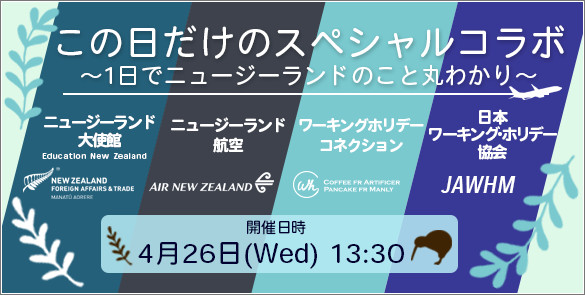 この日だけのスペシャルコラボ
～1日でニュージーランドのこと丸わかり～
ニュージーランド
大使館
Education New Zealand
NEW ZEALAND
FOREIGN AFFAIRS & TRADE
MANATŪ AORERE
ニュージーランド
航空
AIR NEW ZEALAND
ワーキングホリデー
コネクション
Wh
COFFEE FR ARTIFICER
PANCAKE FR MANLY
日本
ワーキング・ホリデー
協会
JAWHM
開催日時
4月26日(Wed) 13:30